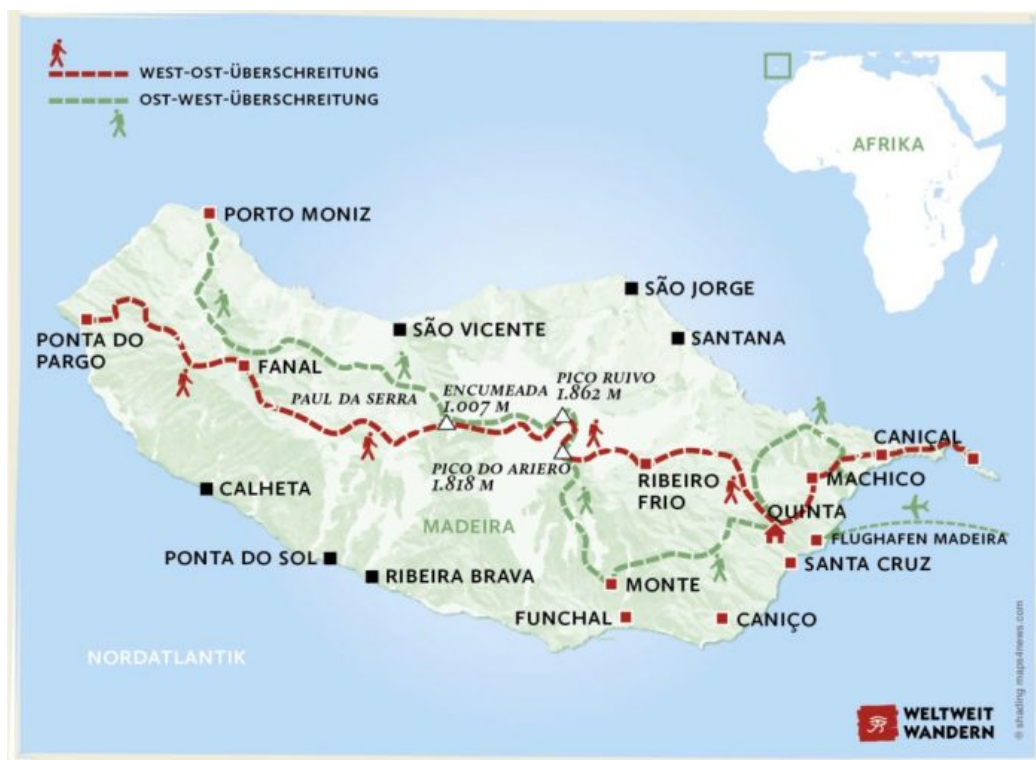 WEST-OST-ÜBERSCHREITUNG
OST-WEST-ÜBERSCHREITUNG
AFRIKA
PORTO MONIZ
SÃO JORGE
PONTA DO
PARGO
SÃO VICENTE
SANTANA
FANAL
PAUL DA SERRA
ENCUMEADA
1.007 M
PICO RUIVO
1.862 M
PICO DO ARIERO
1.818 M
RIBEIRO
FRIO
CANIÇAL
MACHICO
QUINTA
CALHETA
MADEIRA
FLUGHAFEN MADEIRA
PONTA DO SOL
RIBEIRA BRAVA
MONTE
SANTA CRUZ
FUNCHAL
CANIÇO
NORDATLANTIK
WELTWEIT
WANDERN
© shading maps4news.com